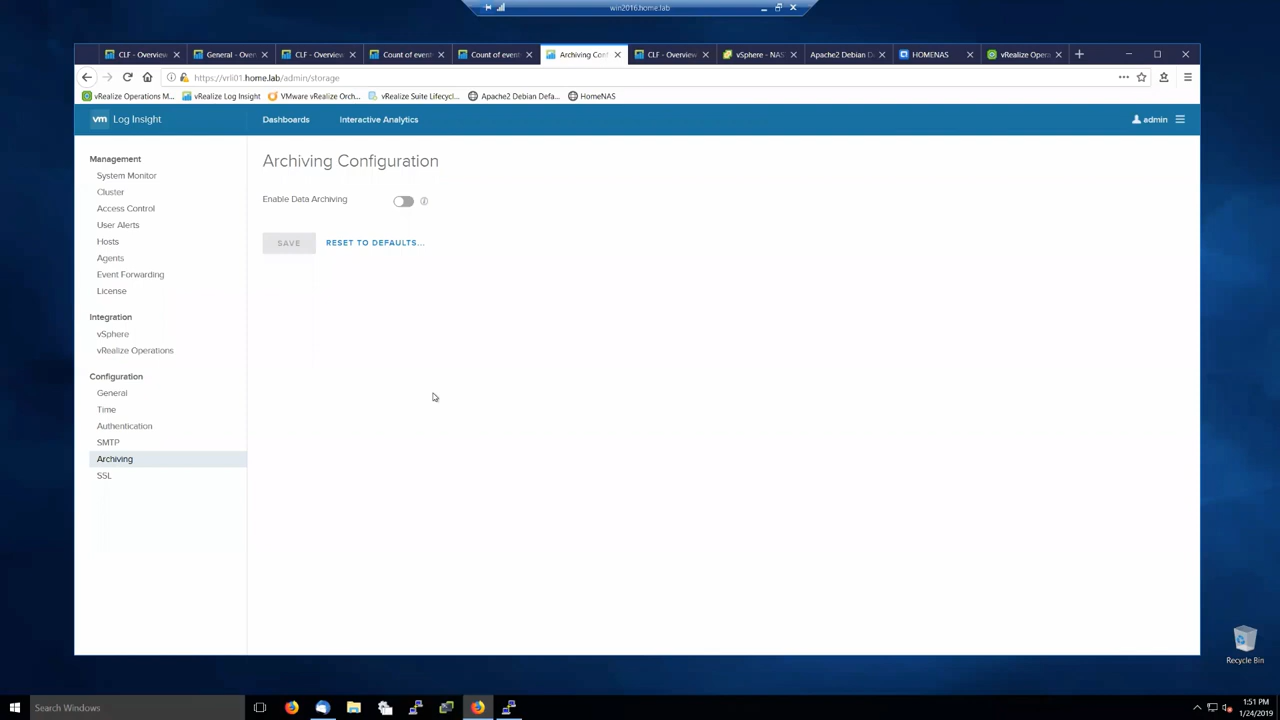 win2016.home.lab
CLF - Overview
General - Over
CLF - Overview
Count of event
Count of event
Archiving Conf
CLF - Overview
vSphere - NAS
Apache2 Debian D
HOMENAS
vRealize Opera
https://vrli01.home.lab/admin/storage
vRealize Operations M...
vRealize Log Insight
VMware vRealize Orch...
vRealize Suite Lifecycl...
Apache2 Debian Defa...
HomeNAS
vm Log Insight
Dashboards
Interactive Analytics
admin
Management
System Monitor
Cluster
Access Control
User Alerts
Hosts
Agents
Event Forwarding
License
Integration
vSphere
vRealize Operations
Configuration
General
Time
Authentication
SMTP
Archiving
SSL
Archiving Configuration
Enable Data Archiving
SAVE
RESET TO DEFAULTS...
Recycle Bin
Search Windows
1:51 PM
1/24/2019